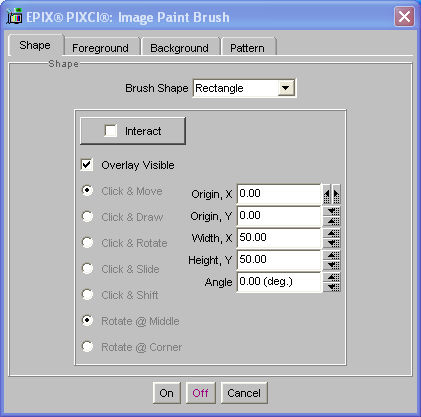 EPIX® PIXCI®: Image Paint Brush
Shape Foreground Background Pattern
Shape
Brush Shape Rectangle
Interact
Overlay Visible
Click & Move
Click & Draw
Click & Rotate
Click & Slide
Click & Shift
Rotate @ Middle
Rotate @ Corner
Origin, X 0.00
Origin, Y 0.00
Width, X 50.00
Height, Y 50.00
Angle 0.00 (deg.)
On Off Cancel